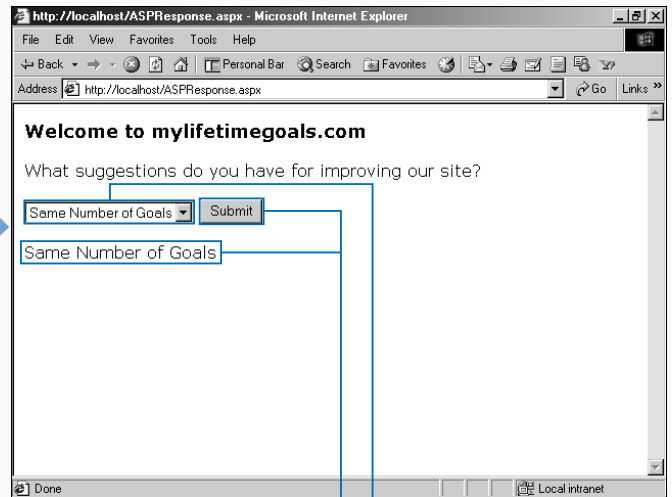 http://localhost/ASPResponse.aspx - Microsoft Internet Explorer
File Edit View Favorites Tools Help
Back Personal Bar Search Favorites
Address http://localhost/ASPResponse.aspx Go Links »
Welcome to mylifetimegoals.com
What suggestions do you have for improving our site?
Same Number of Goals Submit
Same Number of Goals
Done Local intranet